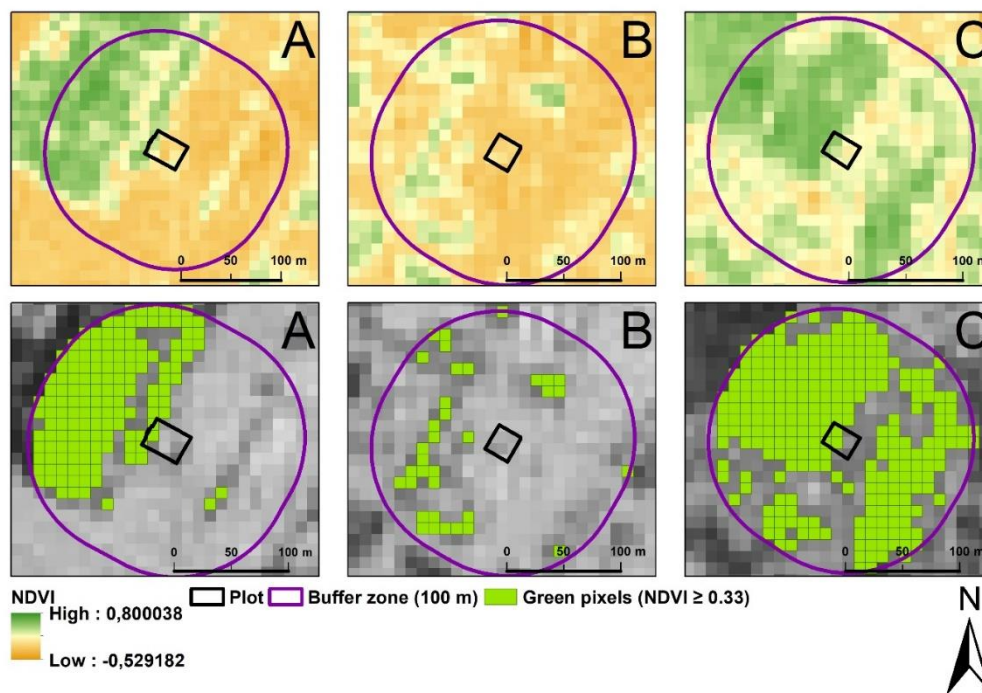 A
B
C
0 50 100 m
0 50 100 m
0 50 100 m
A
B
C
0 50 100 m
0 50 100 m
0 50 100 m
NDVI
Plot Buffer zone (100 m) Green pixels (NDVI ≥ 0.33)
High : 0,800038
Low : -0,529182
N